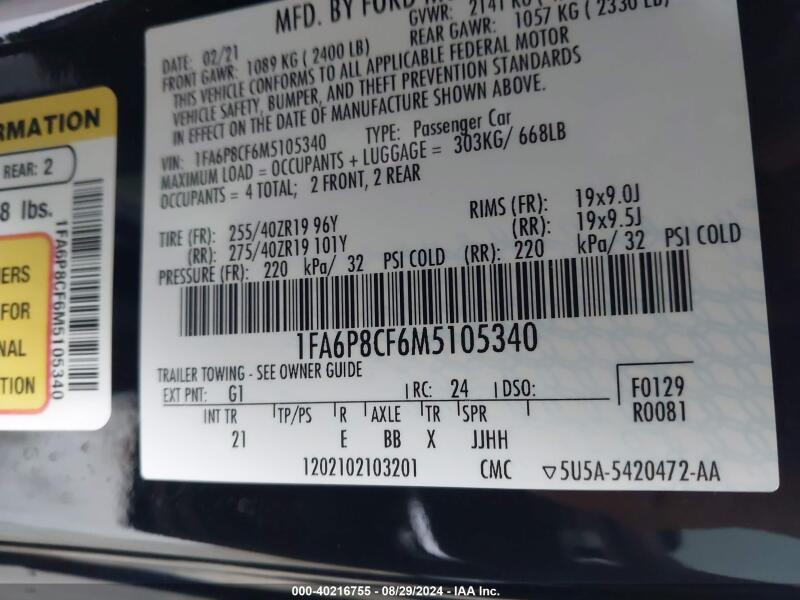 MFD. BY FORD
GVWR: 2141 KG
DATE: 02/21
FRONT GAWR: 1089 KG ( 2400 LB)
REAR GAWR: 1057 KG ( 2330 LB)
THIS VEHICLE CONFORMS TO ALL APPLICABLE FEDERAL MOTOR
VEHICLE SAFETY, BUMPER, AND THEFT PREVENTION STANDARDS
IN EFFECT ON THE DATE OF MANUFACTURE SHOWN ABOVE.
VIN: 1FA6P8CF6M5105340 TYPE: Passenger Car
MAXIMUM LOAD = OCCUPANTS + LUGGAGE = 303KG/ 668LB
OCCUPANTS = 4 TOTAL; 2 FRONT, 2 REAR
TIRE (FR): 255/40ZR19 96Y RIMS (FR): 19x9.0J
(RR): 275/40ZR19 101Y (RR): 19x9.5J
PRESSURE (FR): 220 kPa/ 32 PSI COLD (RR): 220 kPa/ 32 PSI COLD
1FA6P8CF6M5105340
TRAILER TOWING - SEE OWNER GUIDE
EXT PNT: G1 RC: 24 DSO:
F0129
R0081
INT TR TP/PS R AXLE TR SPR
21 E BB X JJHH
1202102103201 CMC ▽5U5A-5420472-AA
RMATION
REAR: 2
8 lbs.
1FA6P8CF6M5105340
NERS
FOR
NAL
TION
000-40216755 - 08/29/2024 - IAA Inc.